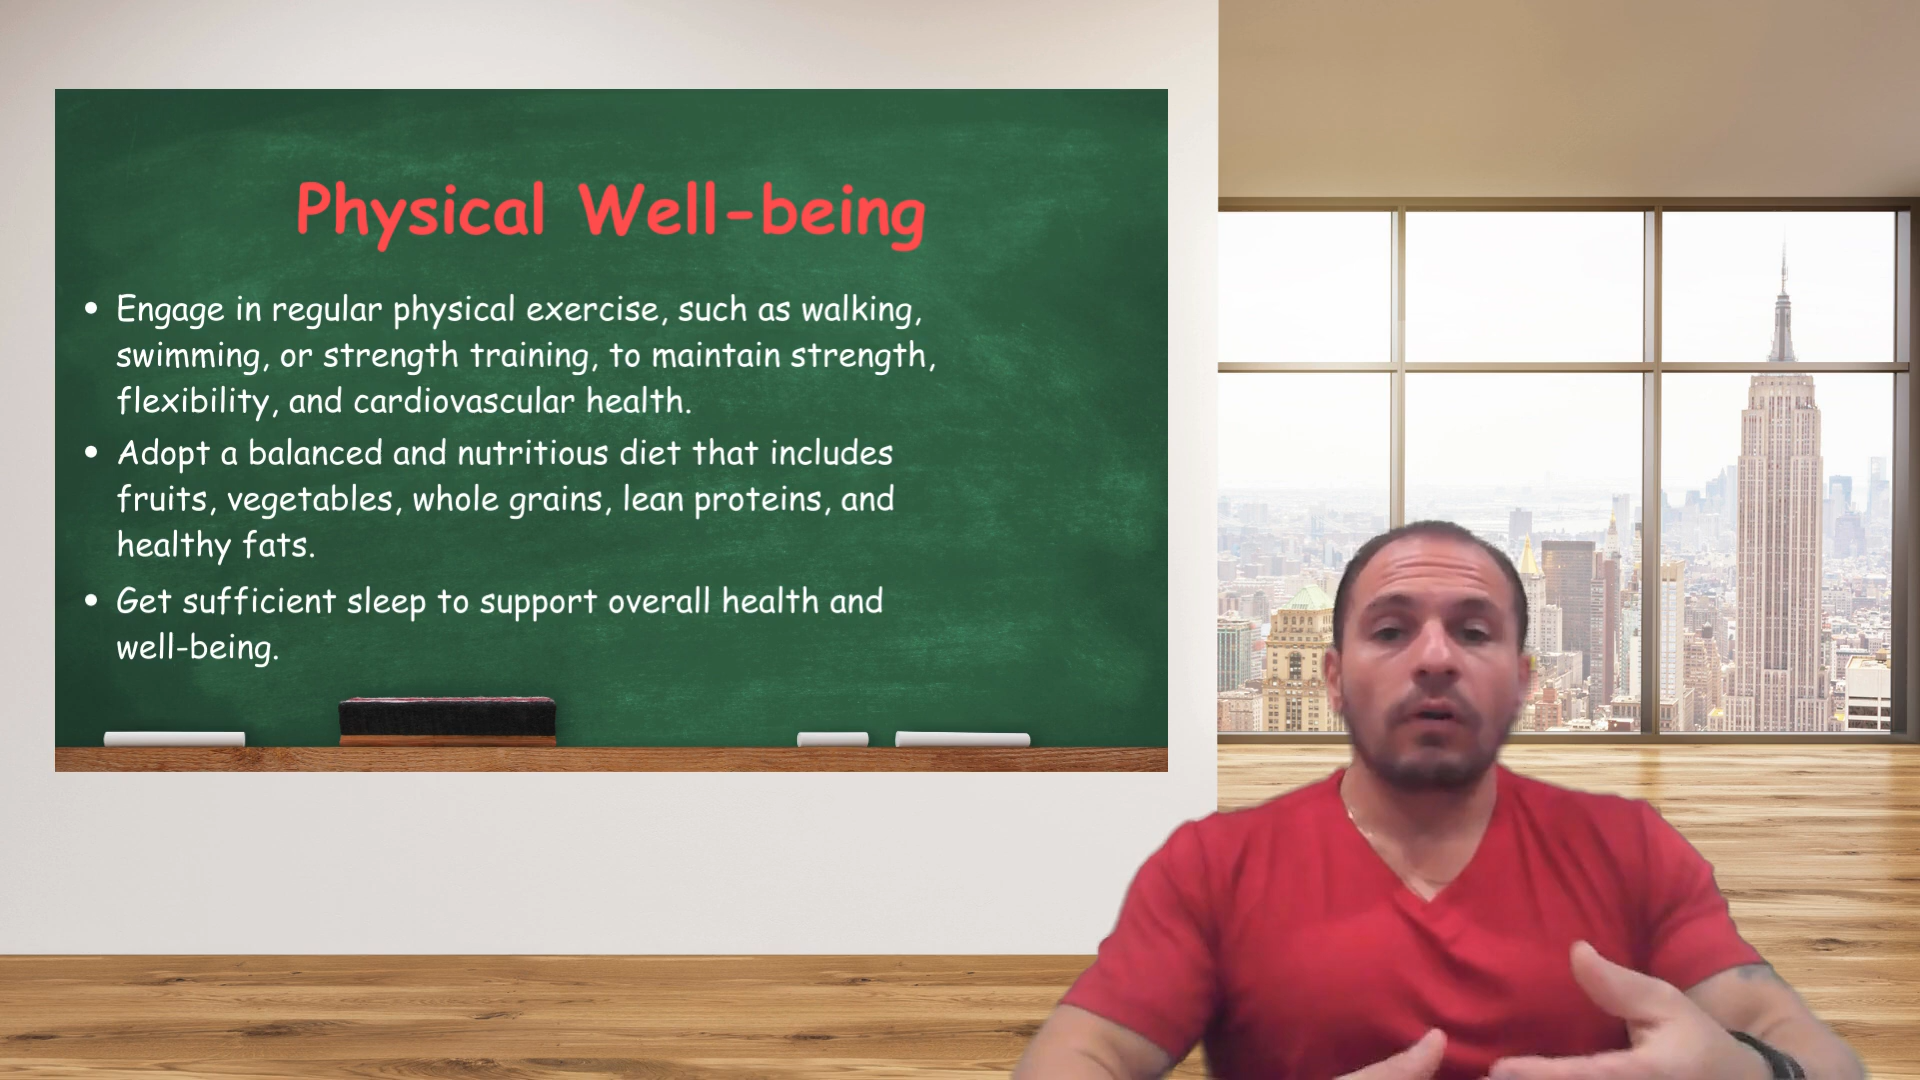 Physical Well-being
• Engage in regular physical exercise, such as walking,
swimming, or strength training, to maintain strength,
flexibility, and cardiovascular health.
• Adopt a balanced and nutritious diet that includes
fruits, vegetables, whole grains, lean proteins, and
healthy fats.
• Get sufficient sleep to support overall health and
well-being.